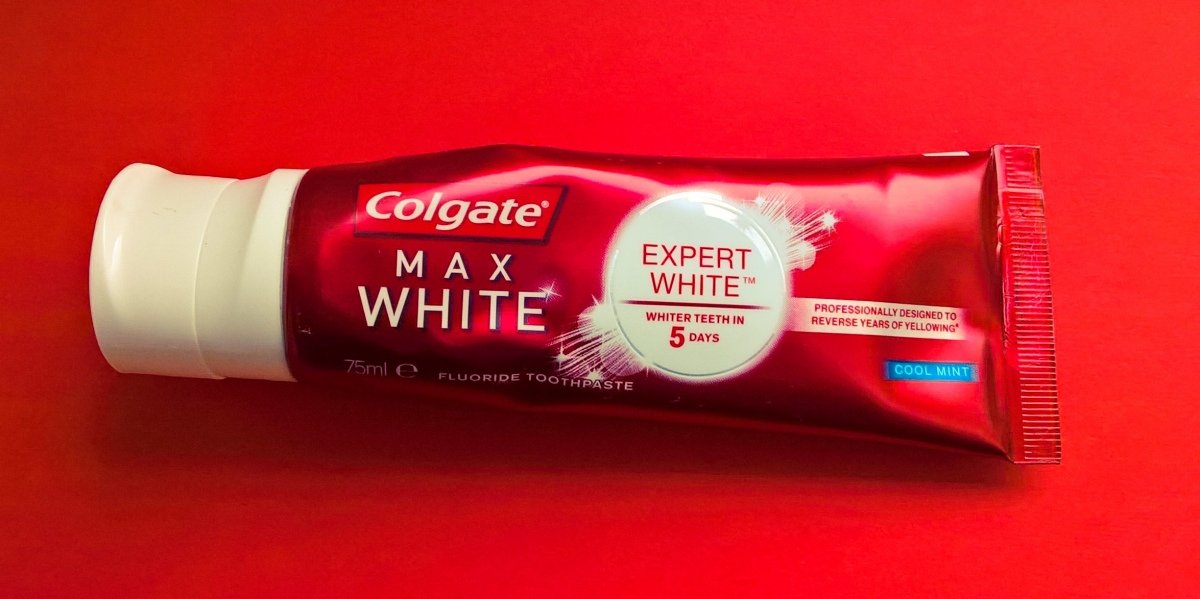 Colgate®
MAX
WHITE
75ml ℮
FLUORIDE TOOTHPASTE
EXPERT
WHITE™
WHITER TEETH IN
5 DAYS
PROFESSIONALLY DESIGNED TO
REVERSE YEARS OF YELLOWING*
COOL MINT